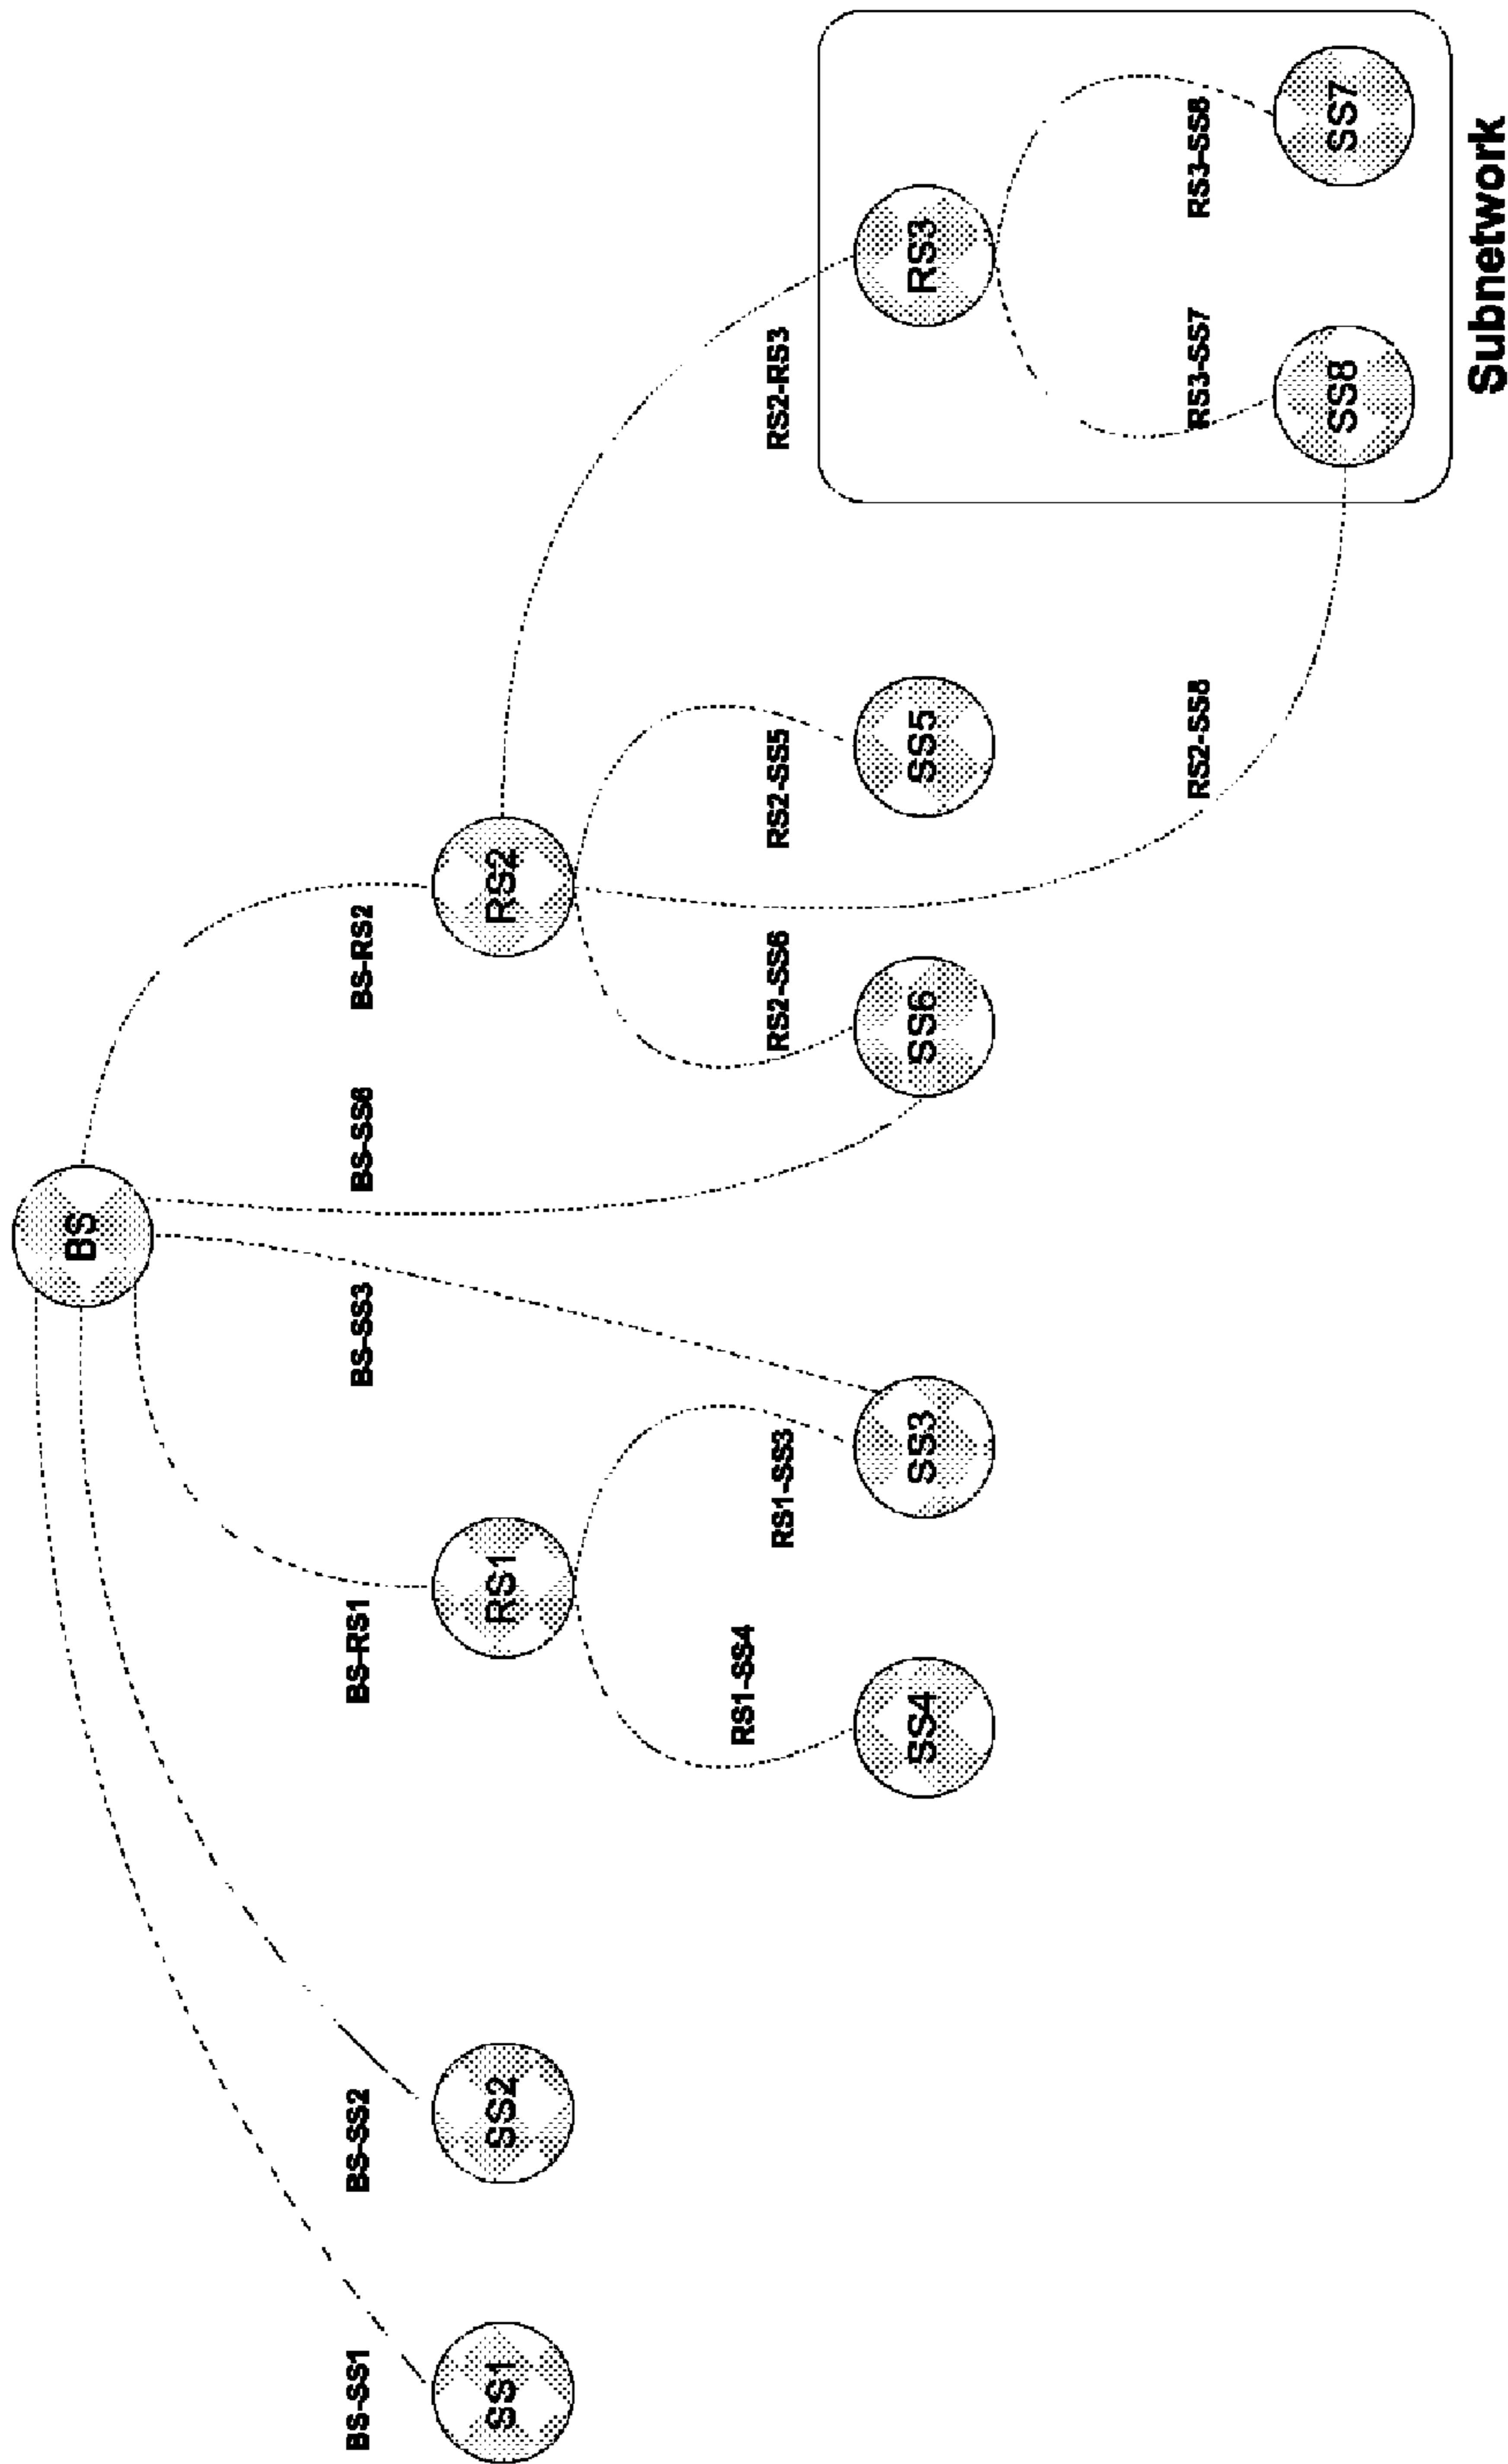 BS
BS-SS1
BS-SS2
BS-RS1
BS-SS3
BS-SS6
BS-RS2
SS1
SS2
RS1
RS2
RS1-SS4
RS1-SS3
RS2-SS6
RS2-SS5
RS2-RS3
SS4
SS3
SS6
SS5
RS3
RS2-SS8
RS3-SS7
RS3-SS8
SS8
SS7
Subnetwork